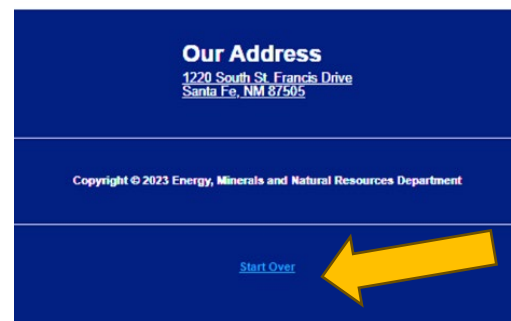 Our Address
1220 South St. Francis Drive
Santa Fe, NM 87505
Copyright © 2023 Energy, Minerals and Natural Resources Department
Start Over